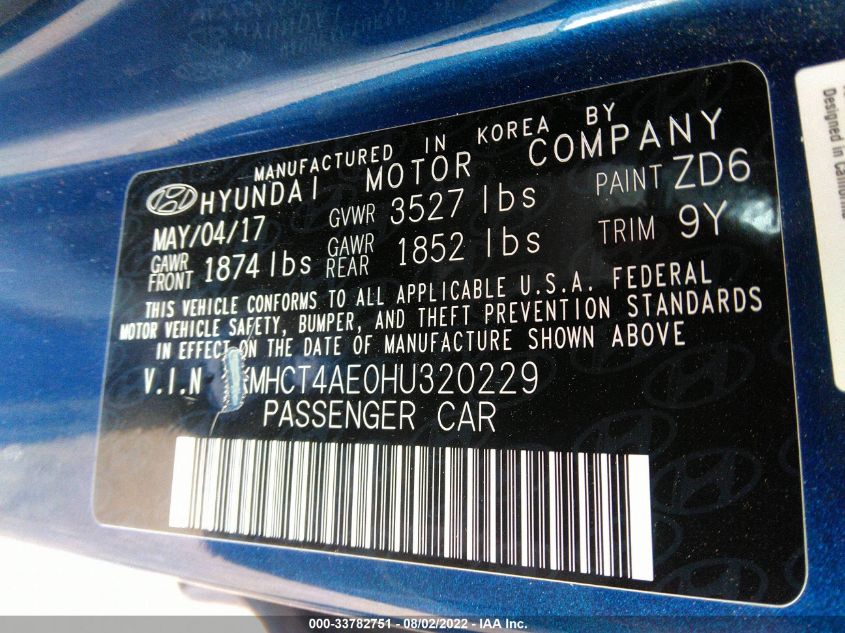 MANUFACTURED IN KOREA BY
HYUNDAI MOTOR COMPANY
MAY/04/17 GVWR 3527 lbs PAINT ZD6
GAWR FRONT 1874 lbs GAWR REAR 1852 lbs TRIM 9Y
THIS VEHICLE CONFORMS TO ALL APPLICABLE U.S.A. FEDERAL
MOTOR VEHICLE SAFETY, BUMPER, AND THEFT PREVENTION STANDARDS
IN EFFECT ON THE DATE OF MANUFACTURE SHOWN ABOVE
V.I.N MHCT4AE0HU320229
PASSENGER CAR
Designed in California
000-33782751 - 08/02/2022 - © IAA, Inc.